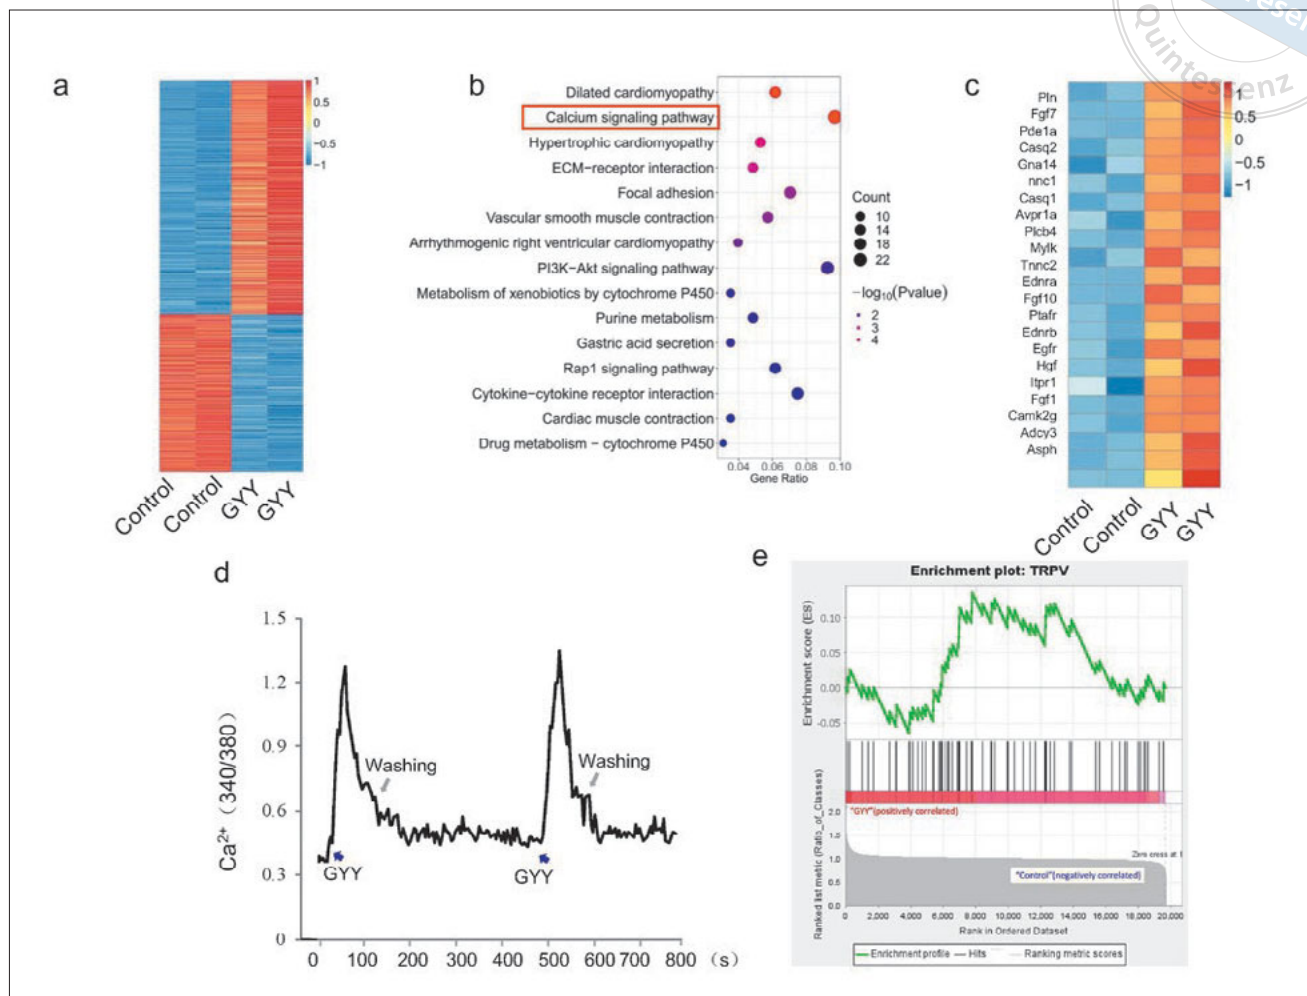 Quintessenz
a
1
0.5
0
−0.5
−1
Control
Control
GYY
GYY
b
Dilated cardiomyopathy
Calcium signaling pathway
Hypertrophic cardiomyopathy
ECM−receptor interaction
Focal adhesion
Vascular smooth muscle contraction
Arrhythmogenic right ventricular cardiomyopathy
PI3K−Akt signaling pathway
Metabolism of xenobiotics by cytochrome P450
Purine metabolism
Gastric acid secretion
Rap1 signaling pathway
Cytokine−cytokine receptor interaction
Cardiac muscle contraction
Drug metabolism − cytochrome P450
0.04 0.06 0.08 0.10
Gene Ratio
Count
10
14
18
22
−log10(Pvalue)
2
3
4
c
Pln
Fgf7
Pde1a
Casq2
Gna14
nnc1
Casq1
Avpr1a
Plcb4
Mylk
Tnnc2
Ednra
Fgf10
Ptafr
Ednrb
Egfr
Hgf
Itpr1
Fgf1
Camk2g
Adcy3
Asph
1
0.5
0
−0.5
−1
Control
Control
GYY
GYY
d
Ca2+ (340/380)
1.5
1.2
0.9
0.6
0.3
0
Washing
Washing
GYY
GYY
0 100 200 300 400 500 600 700 800 (s)
e
Enrichment plot: TRPV
Enrichment score (ES)
0.10
0.05
0.00
-0.05
Ranked list metric (Ratio_of_Classes)
2.0
1.5
1.0
0.5
0.0
"GYY"(positively correlated)
Zero cross at
"Control"(negatively correlated)
0 2,000 4,000 6,000 8,000 10,000 12,000 14,000 16,000 18,000 20,000
Rank in Ordered Dataset
Enrichment profile Hits Ranking metric scores